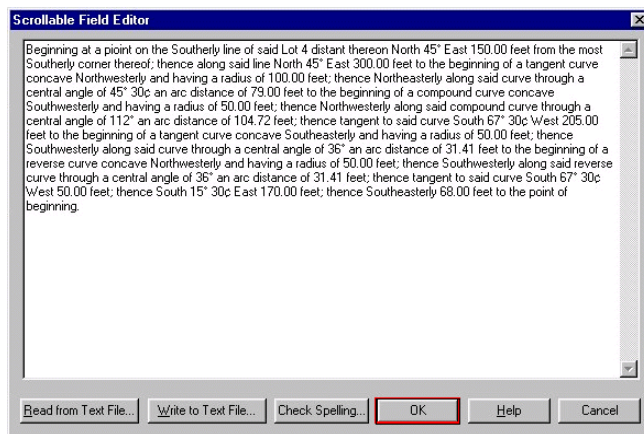 Scrollable Field Editor
Beginning at a pioint on the Southerly line of said Lot 4 distant thereon North 45° East 150.00 feet from the most
Southerly corner thereof; thence along said line North 45° East 300.00 feet to the beginning of a tangent curve
concave Northwesterly and having a radius of 100.00 feet; thence Northeasterly along said curve through a
central angle of 45° 30¢ an arc distance of 79.00 feet to the beginning of a compound curve concave
Southwesterly and having a radius of 50.00 feet; thence Northwesterly along said compound curve through a
central angle of 112° an arc distance of 104.72 feet; thence tangent to said curve South 67° 30¢ West 205.00
feet to the beginning of a tangent curve concave Southeasterly and having a radius of 50.00 feet; thence
Southwesterly along said curve through a central angle of 36° an arc distance of 31.41 feet to the beginning of a
reverse curve concave Northwesterly and having a radius of 50.00 feet; thence Southwesterly along said reverse
curve through a central angle of 36° an arc distance of 31.41 feet; thence tangent to said curve South 67° 30¢
West 50.00 feet; thence South 15° 30¢ East 170.00 feet; thence Southeasterly 68.00 feet to the point of
beginning.
Read from Text File... Write to Text File... Check Spelling... OK Help Cancel